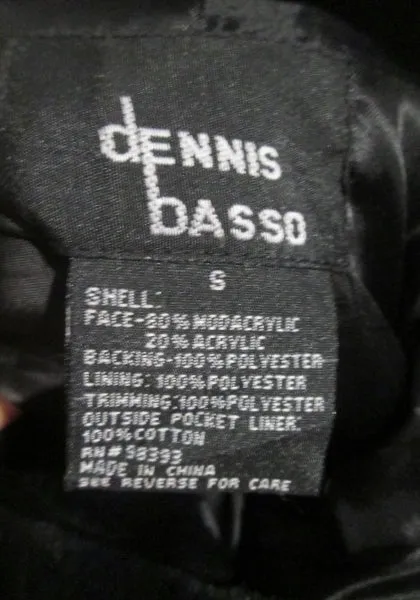 dENNIS
bASSO
S
SHELL:
FACE-80% MODACRYLIC
20% ACRYLIC
BACKING-100% POLYESTER
LINING: 100% POLYESTER
TRIMMING: 100% POLYESTER
OUTSIDE POCKET LINER:
100% COTTON
RN# 98393
MADE IN CHINA
SEE REVERSE FOR CARE